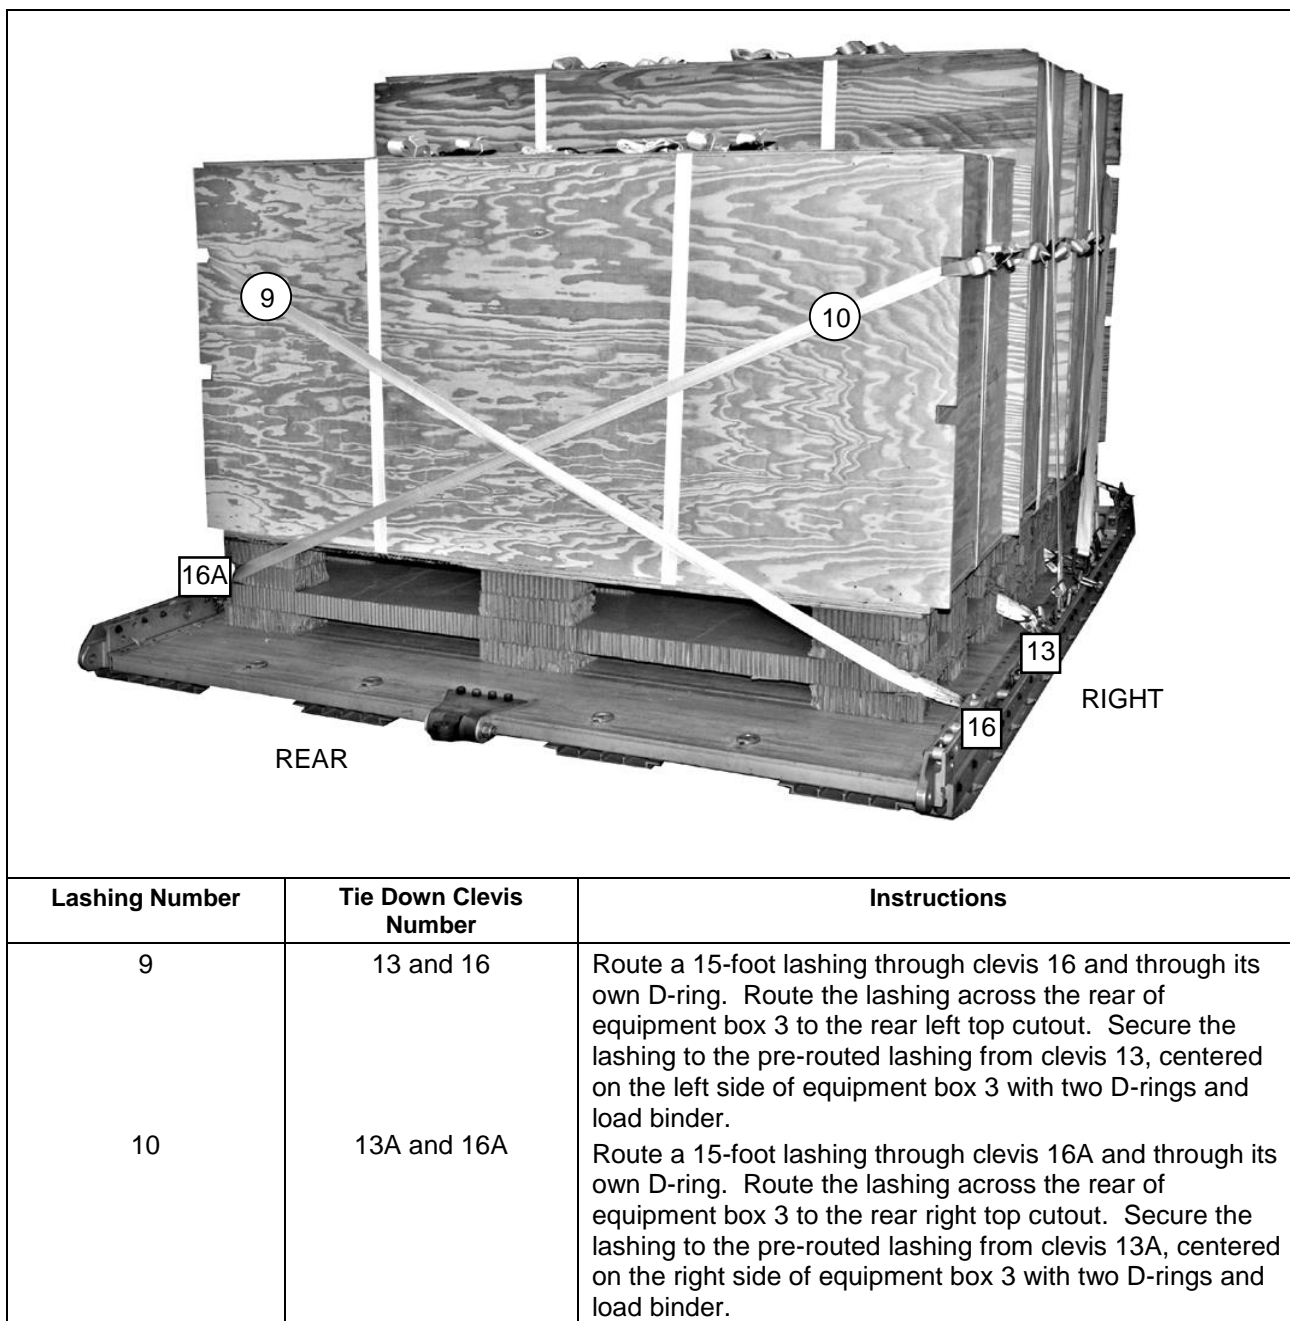 9
10
16A
13
RIGHT
16
REAR
Lashing Number
Tie Down Clevis
Number
Instructions
9
13 and 16
Route a 15-foot lashing through clevis 16 and through its
own D-ring.  Route the lashing across the rear of
equipment box 3 to the rear left top cutout.  Secure the
lashing to the pre-routed lashing from clevis 13, centered
on the left side of equipment box 3 with two D-rings and
load binder.
10
13A and 16A
Route a 15-foot lashing through clevis 16A and through its
own D-ring.  Route the lashing across the rear of
equipment box 3 to the rear right top cutout.  Secure the
lashing to the pre-routed lashing from clevis 13A, centered
on the right side of equipment box 3 with two D-rings and
load binder.